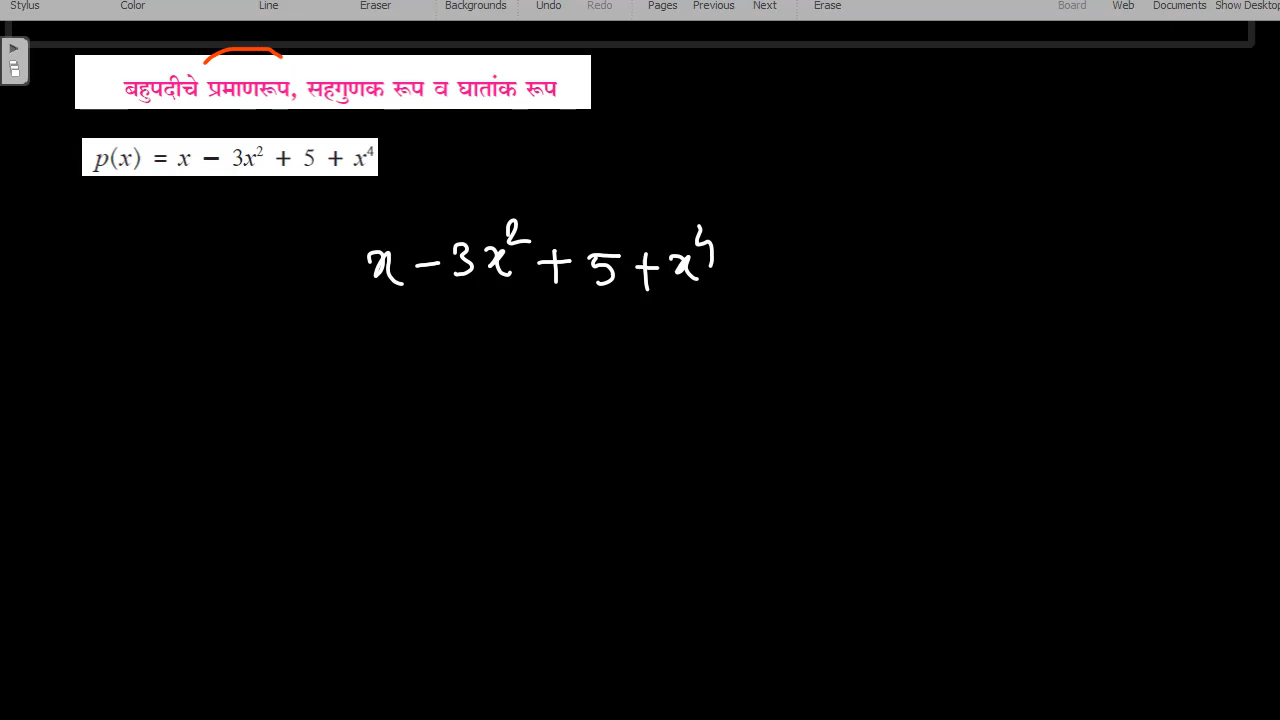 Stylus Color Line Eraser Backgrounds Undo Redo Pages Previous Next Erase Board Web Documents Show Desktop
बहुपदीचे प्रमाणरूप, सहगुणक रूप व घातांक रूप
p(x) = x − 3x² + 5 + x⁴
x − 3x² + 5 + x⁴